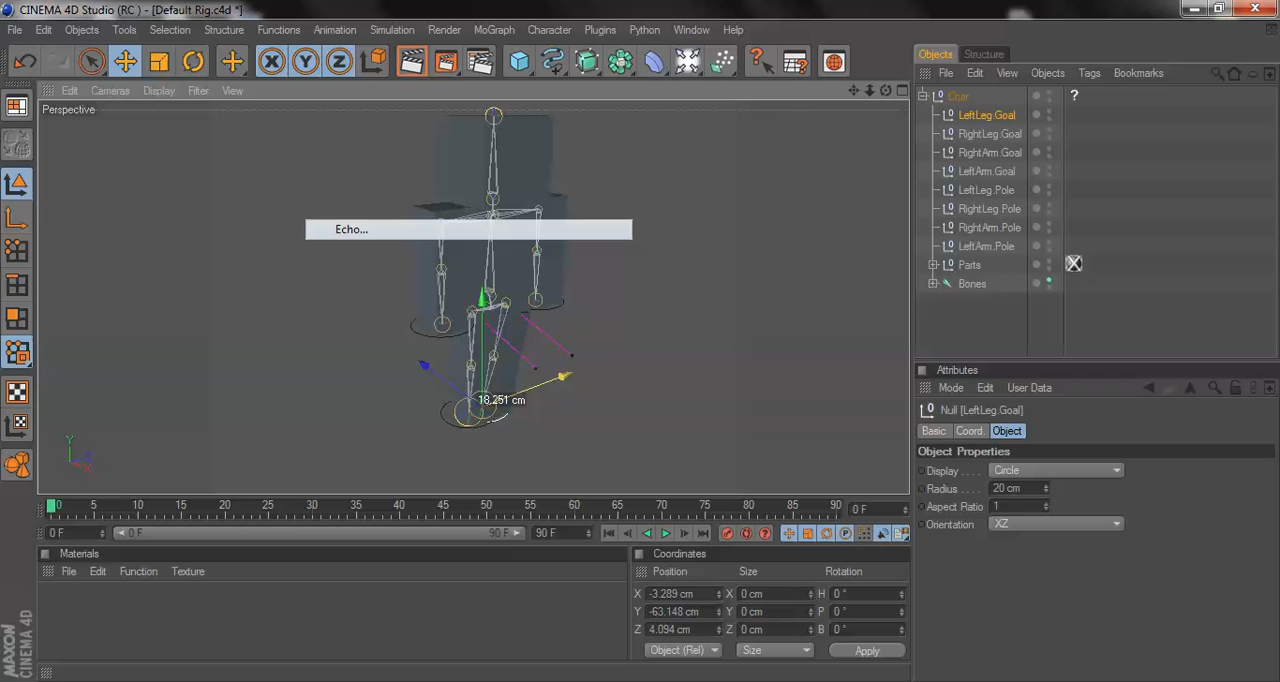 CINEMA 4D Studio (RC ) - [Default Rig.c4d *]
File Edit Objects Tools Selection Structure Functions Animation Simulation Render MoGraph Character Plugins Python Window Help
Edit Cameras Display Filter View
Perspective
Echo...
18.251 cm
Y
X
Y
Z
0 5 10 15 20 25 30 35 40 45 50 55 60 65 70 75 80 85 90 0 F
0 F 0 F 90 F 90 F
Materials
File Edit Function Texture
MAXON
CINEMA 4D
Coordinates
Position Size Rotation
X -3.289 cm X 0 cm H 0 °
Y -63.148 cm Y 0 cm P 0 °
Z 4.094 cm Z 0 cm B 0 °
Object (Rel) Size Apply
Objects Structure
File Edit View Objects Tags Bookmarks
Char
LeftLeg.Goal
RightLeg.Goal
RightArm.Goal
LeftArm.Goal
LeftLeg.Pole
RightLeg.Pole
RightArm.Pole
LeftArm.Pole
Parts
Bones
Attributes
Mode Edit User Data
Null [LeftLeg.Goal]
Basic Coord. Object
Object Properties
Display . . . . Circle
Radius . . . . 20 cm
Aspect Ratio 1
Orientation . . XZ